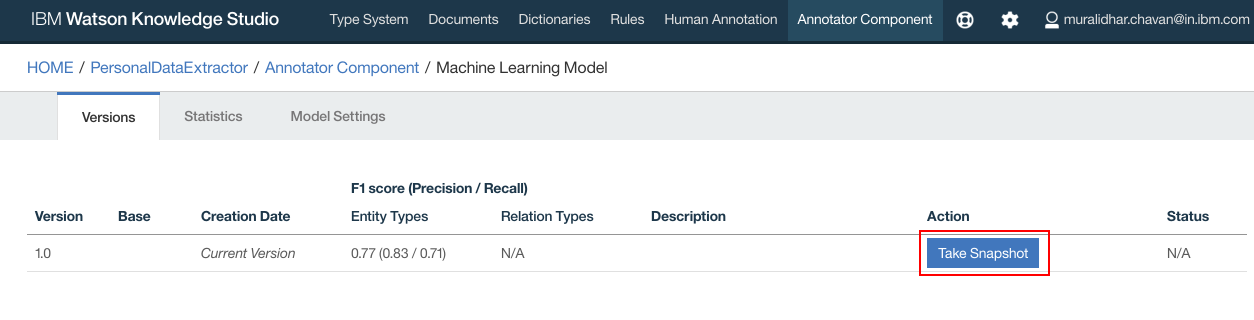 IBM Watson Knowledge Studio Type System Documents Dictionaries Rules Human Annotation Annotator Component muralidhar.chavan@in.ibm.com
HOME / PersonalDataExtractor / Annotator Component / Machine Learning Model
Versions Statistics Model Settings
F1 score (Precision / Recall)
Version Base Creation Date Entity Types Relation Types Description Action Status
1.0 Current Version 0.77 (0.83 / 0.71) N/A Take Snapshot N/A